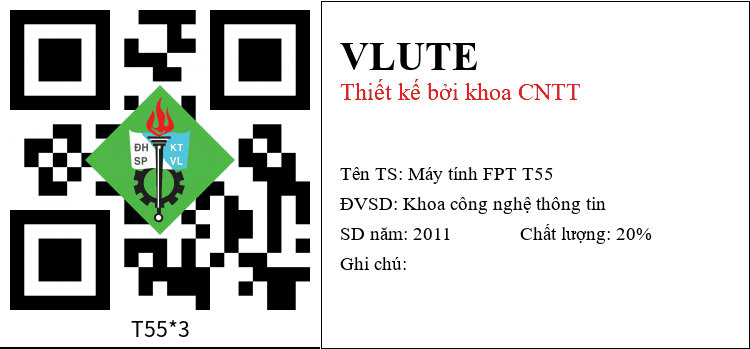 ĐH KT
SP VL
T55*3
VLUTE
Thiết kế bởi khoa CNTT
Tên TS: Máy tính FPT T55
ĐVSD: Khoa công nghệ thông tin
SD năm: 2011 Chất lượng: 20%
Ghi chú: